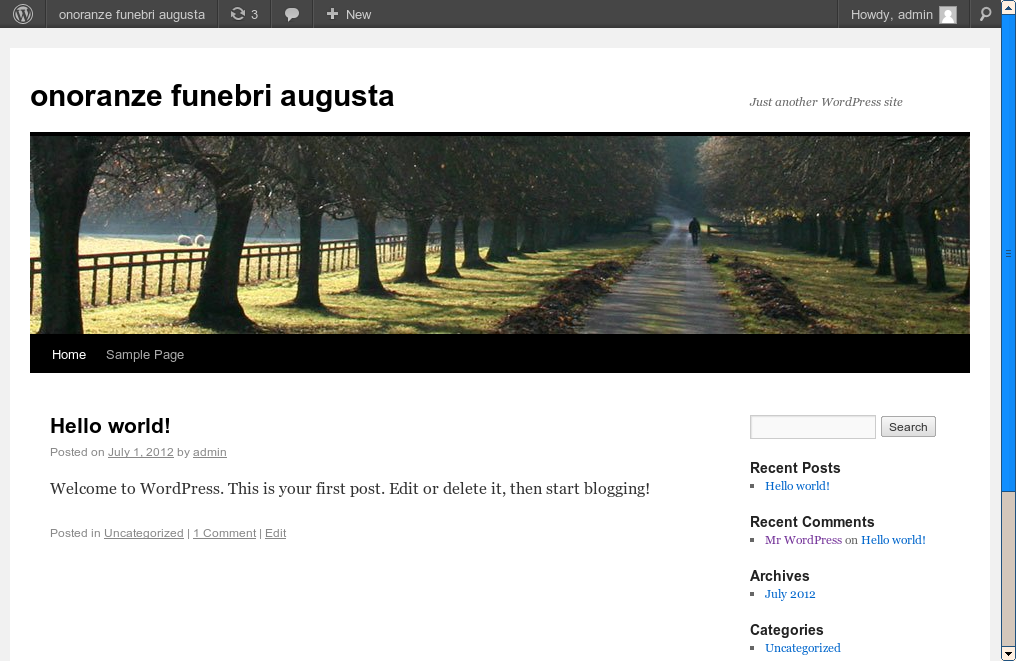 onoranze funebri augusta 3 New Howdy, admin
onoranze funebri augusta
Just another WordPress site
Home Sample Page
Hello world!
Posted on July 1, 2012 by admin
Welcome to WordPress. This is your first post. Edit or delete it, then start blogging!
Posted in Uncategorized | 1 Comment | Edit
Search
Recent Posts
Hello world!
Recent Comments
Mr WordPress on Hello world!
Archives
July 2012
Categories
Uncategorized